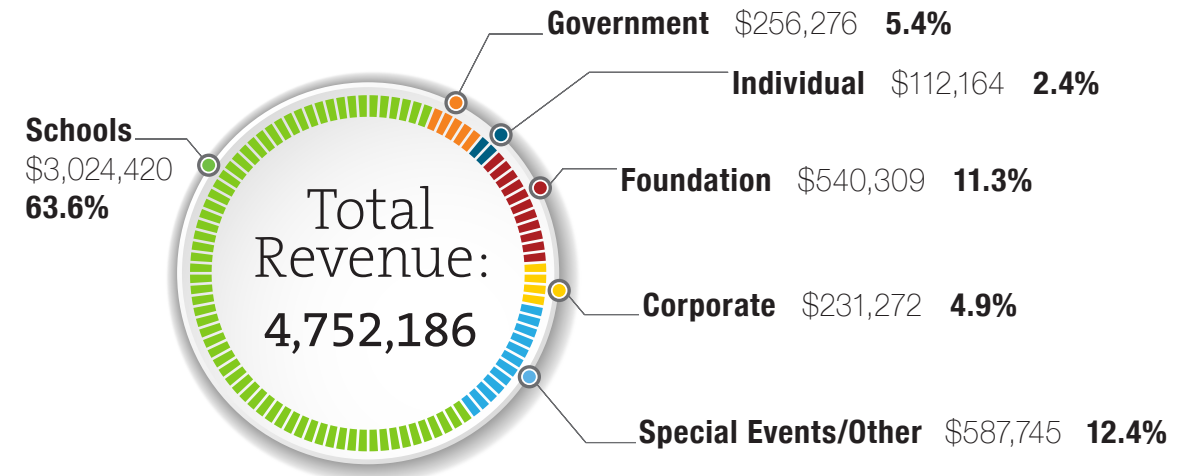 Government $256,276 5.4%
Individual $112,164 2.4%
Schools
$3,024,420
63.6%
Foundation $540,309 11.3%
Total
Revenue:
4,752,186
Corporate $231,272 4.9%
Special Events/Other $587,745 12.4%